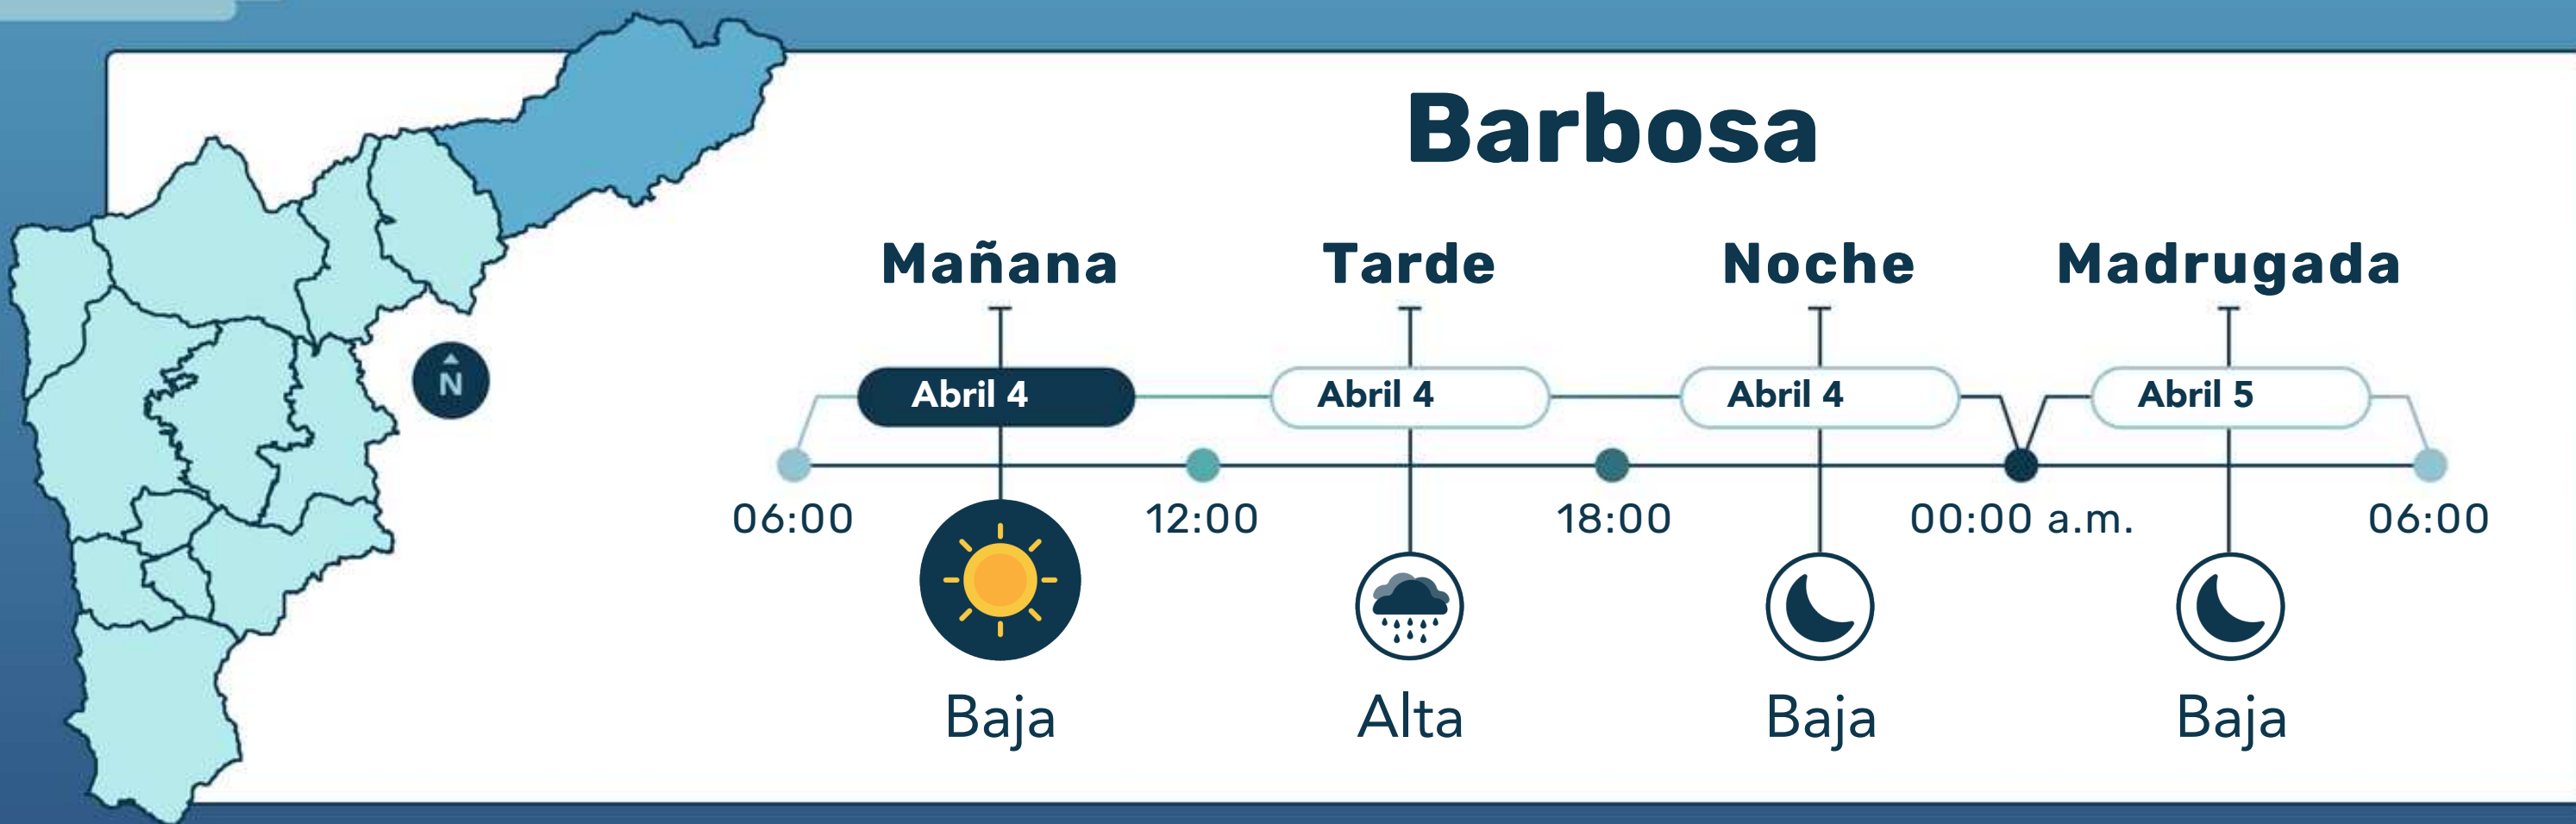 Barbosa
Mañana Tarde Noche Madrugada
Abril 4 Abril 4 Abril 4 Abril 5
N
06:00 12:00 18:00 00:00 a.m. 06:00
Baja Alta Baja Baja